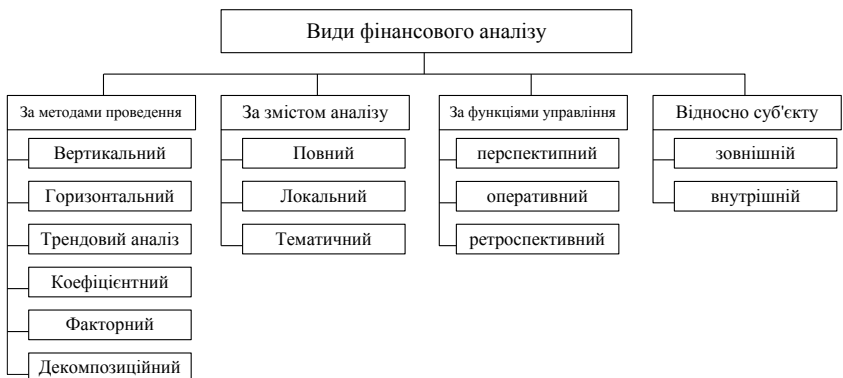 Види фінансового аналізу
За методами проведення
Вертикальний
Горизонтальний
Трендовий аналіз
Коефіцієнтний
Факторний
Декомпозиційний
За змістом аналізу
Повний
Локальний
Тематичний
За функціями управління
перспектипний
оперативний
ретроспективний
Відносно суб'єкту
зовнішній
внутрішній